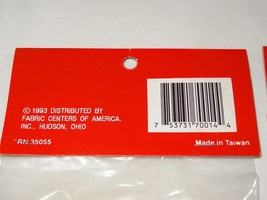 © 1993 DISTRIBUTED BY
FABRIC CENTERS OF AMERICA.
INC., HUDSON, OHIO
RN 35055
7 53731 70014 4
Made in Taiwan